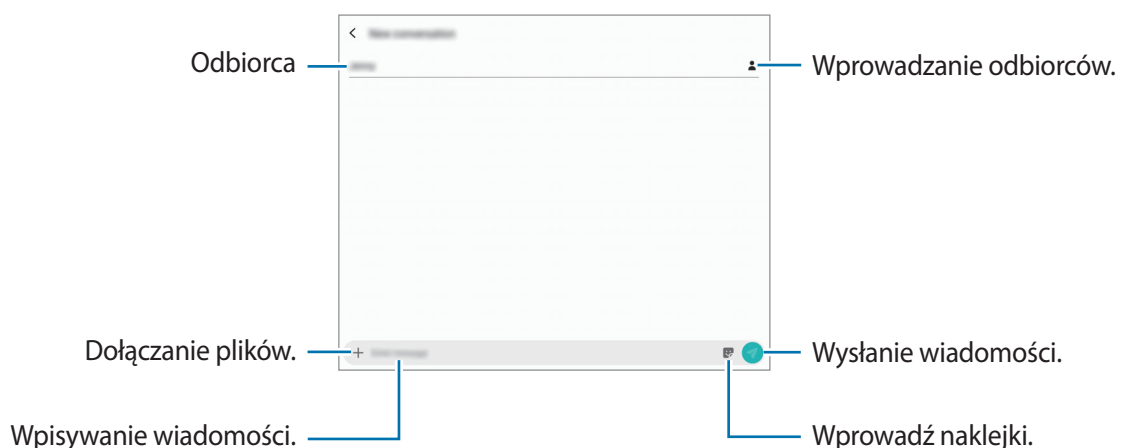 Odbiorca
Wprowadzanie odbiorców.
Dołączanie plików.
Wysłanie wiadomości.
Wpisywanie wiadomości.
Wprowadź naklejki.